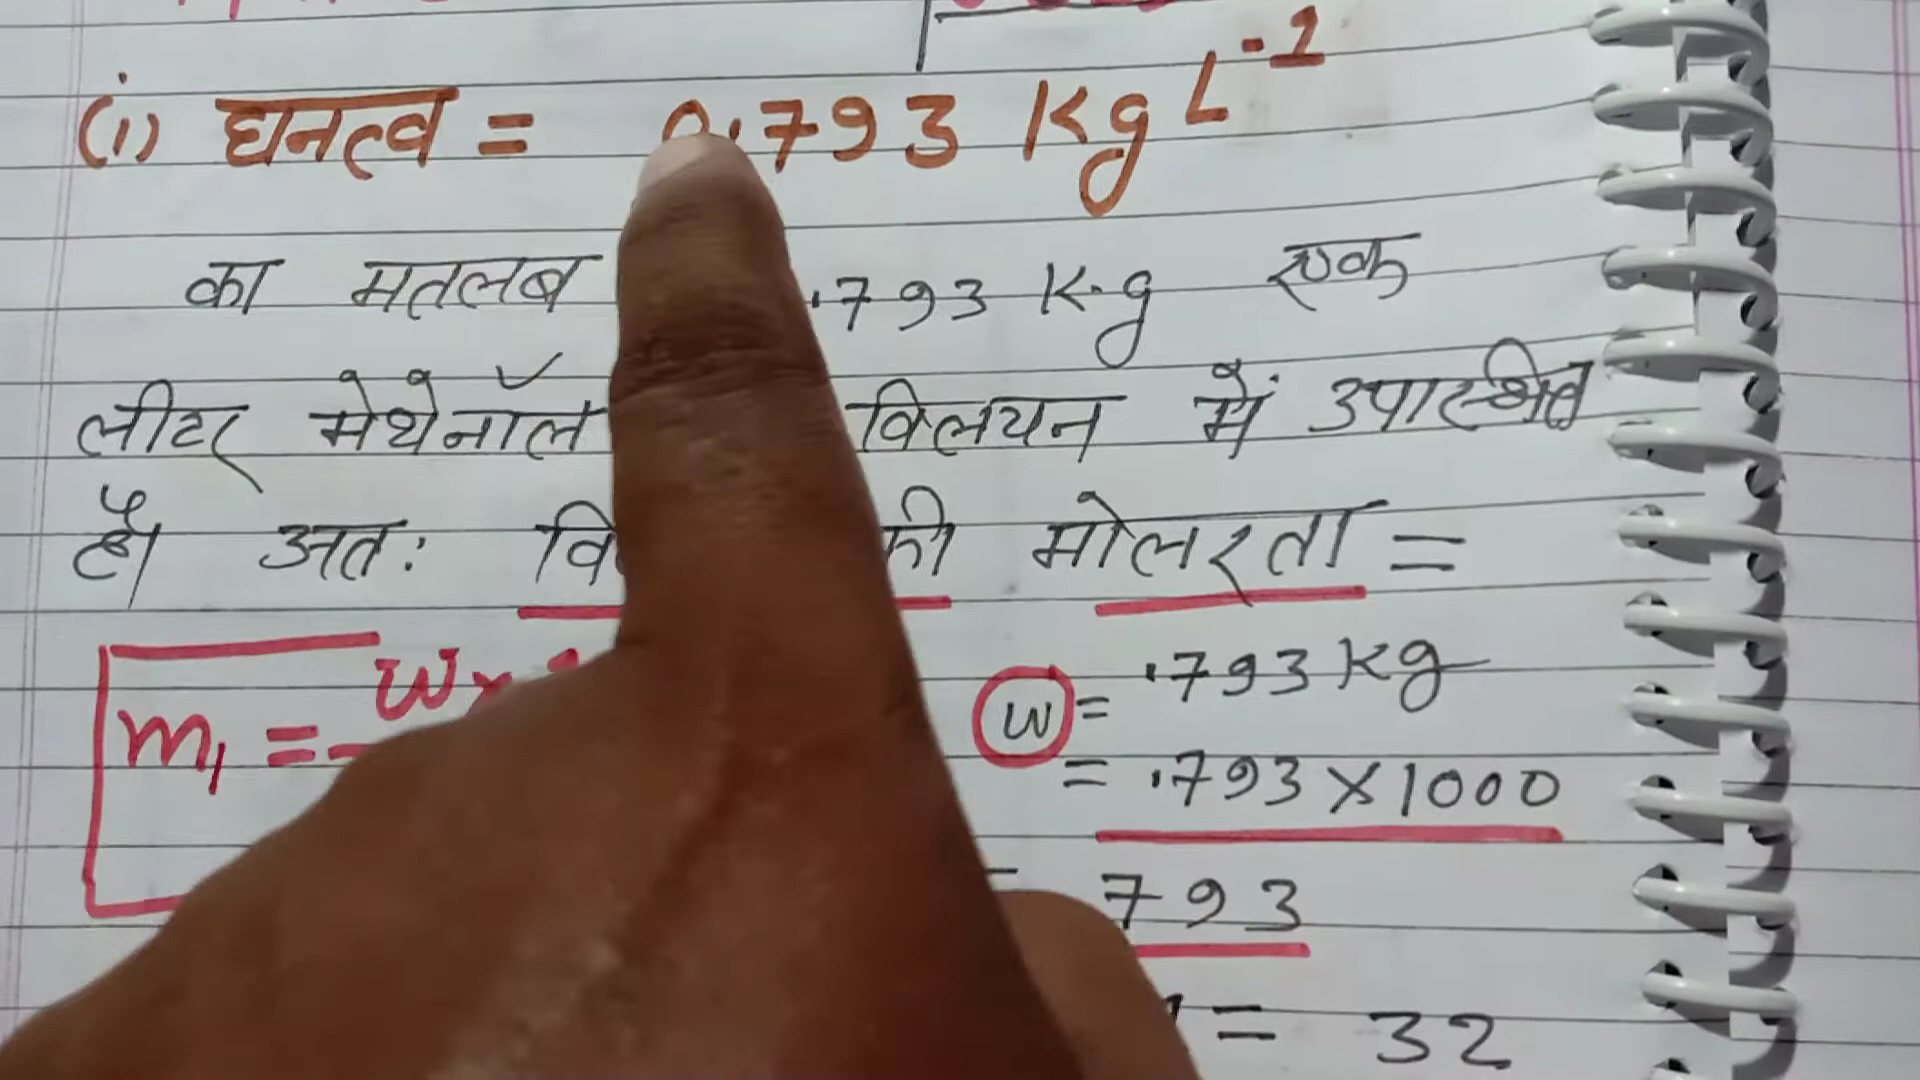 (i) घनत्व = 0.793 Kg L⁻¹
का मतलब .793 K.g एक
लीटर मेथेनॉल विलयन में उपस्थित
है। अतः की मोलरता =
m₁ = w×
w = .793 Kg
= .793 × 1000
793
= 32